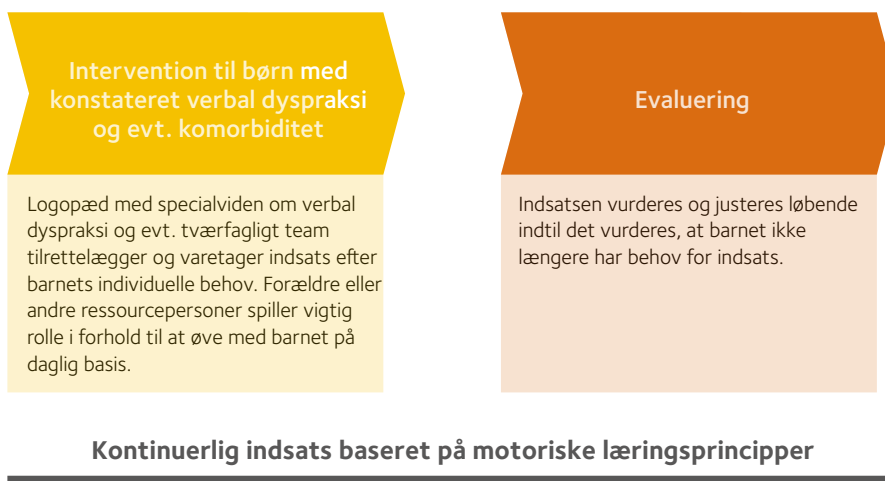 Intervention til børn med
konstateret verbal dyspraksi
og evt. komorbiditet
Logopæd med specialviden om verbal
dyspraksi og evt. tværfagligt team
tilrettelægger og varetager indsats efter
barnets individuelle behov. Forældre eller
andre ressourcepersoner spiller vigtig
rolle i forhold til at øve med barnet på
daglig basis.
Evaluering
Indsatsen vurderes og justeres løbende
indtil det vurderes, at barnet ikke
længere har behov for indsats.
Kontinuerlig indsats baseret på motoriske læringsprincipper